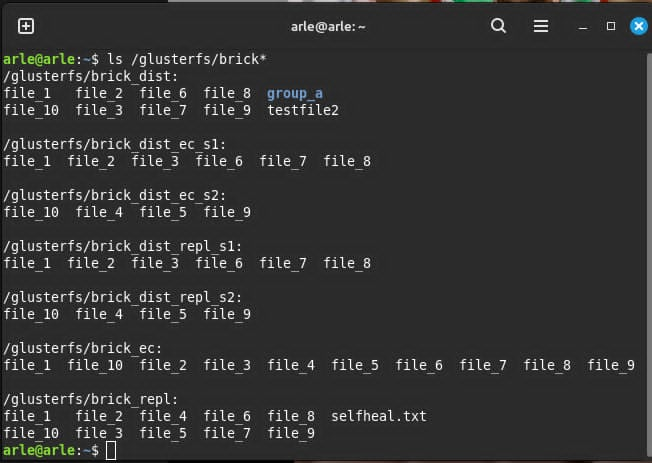 arle@arle: ~
arle@arle:~$ ls /glusterfs/brick*
/glusterfs/brick_dist:
file_1   file_2  file_6  file_8  group_a
file_10  file_3  file_7  file_9  testfile2
/glusterfs/brick_dist_ec_s1:
file_1  file_2  file_3  file_6  file_7  file_8
/glusterfs/brick_dist_ec_s2:
file_10  file_4  file_5  file_9
/glusterfs/brick_dist_repl_s1:
file_1  file_2  file_3  file_6  file_7  file_8
/glusterfs/brick_dist_repl_s2:
file_10  file_4  file_5  file_9
/glusterfs/brick_ec:
file_1  file_10  file_2  file_3  file_4  file_5  file_6  file_7  file_8  file_9
/glusterfs/brick_repl:
file_1   file_2  file_4  file_6  file_8  selfheal.txt
file_10  file_3  file_5  file_7  file_9
arle@arle:~$